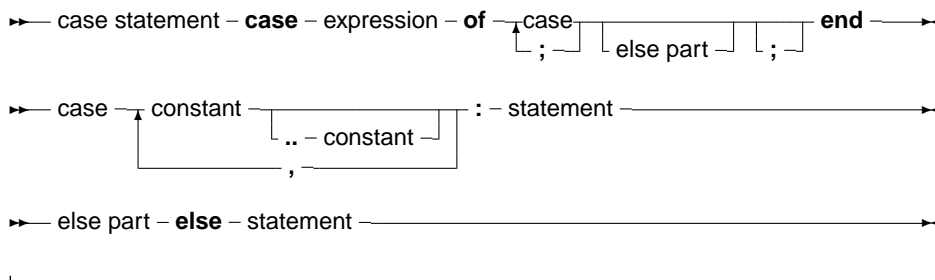 case statement case expression of case end
; else part ;
case constant : statement
.. constant
,
else part else statement